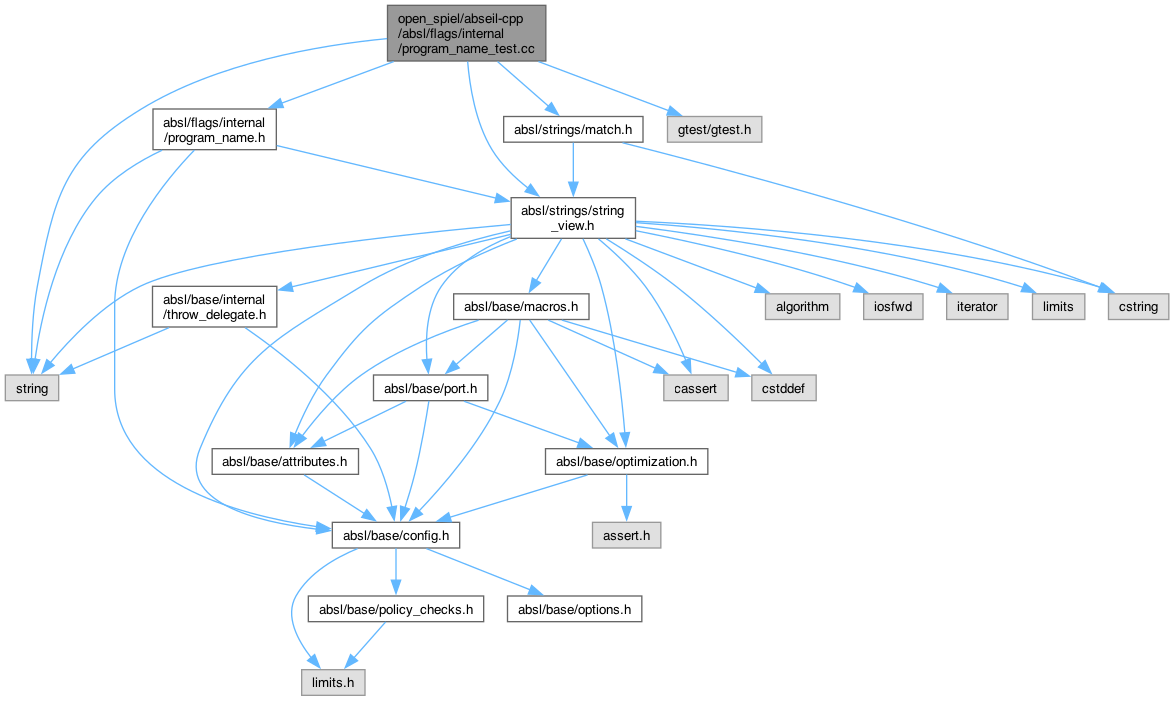 open_spiel/abseil-cpp
/absl/flags/internal
/program_name_test.cc
absl/flags/internal
/program_name.h
absl/strings/match.h
gtest/gtest.h
absl/strings/string
_view.h
absl/base/internal
/throw_delegate.h
absl/base/macros.h
algorithm
iosfwd
iterator
limits
cstring
string
absl/base/port.h
cassert
cstddef
absl/base/attributes.h
absl/base/optimization.h
absl/base/config.h
assert.h
absl/base/policy_checks.h
absl/base/options.h
limits.h